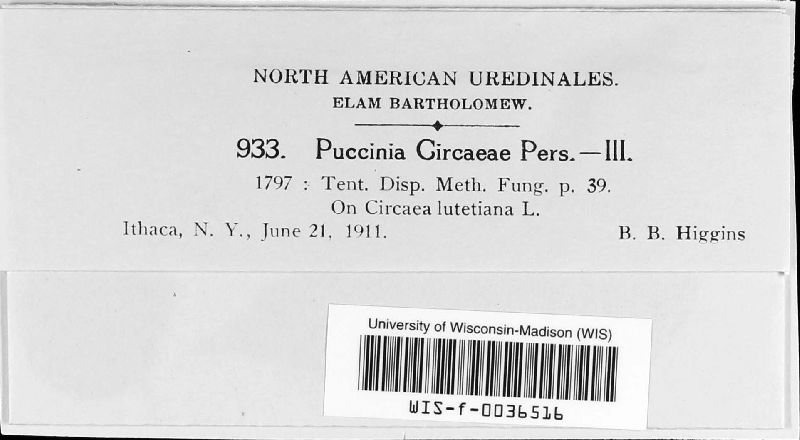 NORTH AMERICAN UREDINALES.
ELAM BARTHOLOMEW.
933. Puccinia Circaeae Pers.—III.
1797 : Tent. Disp. Meth. Fung. p. 39.
On Circaea lutetiana L.
Ithaca, N. Y., June 21, 1911. B. B. Higgins
University of Wisconsin-Madison (WIS)
WIS-f-0036516